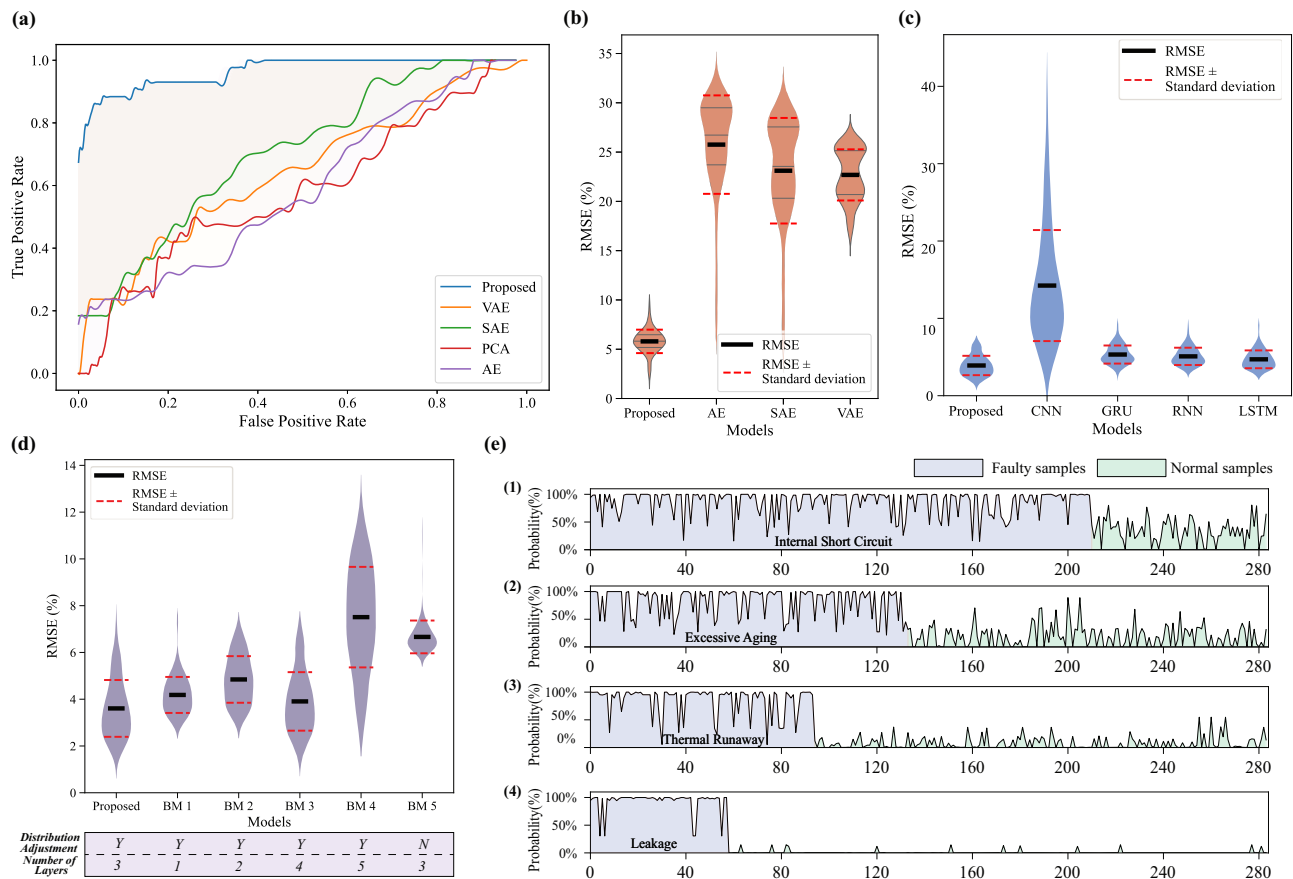 (a)
1.0
0.8
0.6
0.4
0.2
0.0
True Positive Rate
0.0 0.2 0.4 0.6 0.8 1.0
False Positive Rate
Proposed
VAE
SAE
PCA
AE
(b)
35
30
25
20
15
10
5
0
RMSE (%)
RMSE
RMSE ±
Standard deviation
Proposed AE SAE VAE
Models
(c)
40
30
20
10
0
RMSE (%)
RMSE
RMSE ±
Standard deviation
Proposed CNN GRU RNN LSTM
Models
(d)
14
12
10
8
6
4
2
0
RMSE (%)
RMSE
RMSE ±
Standard deviation
Proposed BM 1 BM 2 BM 3 BM 4 BM 5
Models
Distribution
Adjustment
Y Y Y Y Y N
Number of
Layers
3 1 2 4 5 3
(e)
Faulty samples
Normal samples
(1)
Probability(%)
100%
50%
0%
Internal Short Circuit
0 40 80 120 160 200 240 280
(2)
Probability(%)
100%
50%
0%
Excessive Aging
0 40 80 120 160 200 240 280
(3)
Probability(%)
100%
50%
0%
Thermal Runaway
0 40 80 120 160 200 240 280
(4)
Probability(%)
100%
50%
0%
Leakage
0 40 80 120 160 200 240 280